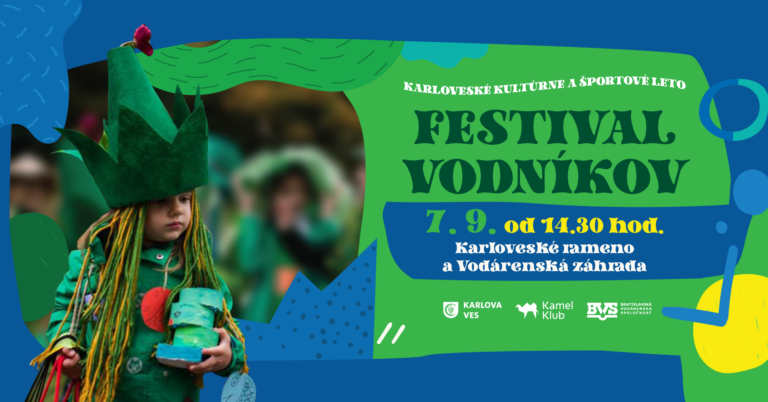 KARLOVESKÉ KULTÚRNE A ŠPORTOVÉ LETO
FESTIVAL
VODNÍKOV
7. 9. od 14.30 hod.
Karloveské rameno
a Vodárenská záhrada
KARLOVA
VES
Kamel
Klub
BVS
BRATISLAVSKÁ
VODÁRENSKÁ
SPOLOČNOSŤ